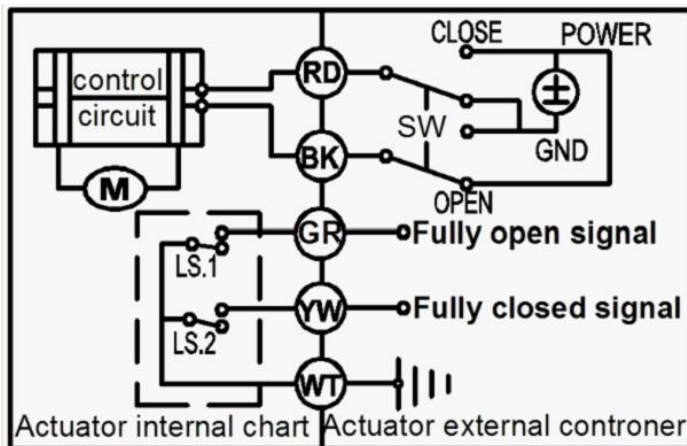 CLOSE POWER
control
circuit
RD
±
SW
GND
M
BK
OPEN
GR Fully open signal
LS.1
YW Fully closed signal
LS.2
WT
Actuator internal chart Actuator external controner